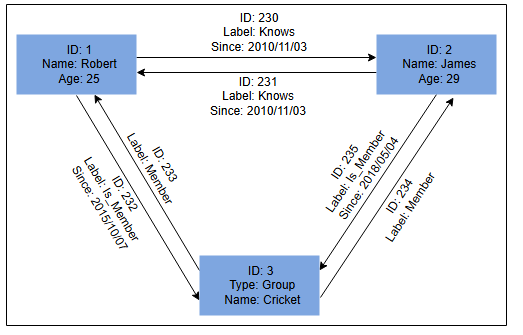 ID: 230
Label: Knows
Since: 2010/11/03
ID: 1
Name: Robert
Age: 25
ID: 2
Name: James
Age: 29
ID: 231
Label: Knows
Since: 2010/11/03
ID: 233
Label: Member
ID: 232
Label: Is_Member
Since: 2015/10/07
ID: 235
Label: Is_Member
Since: 2018/05/04
ID: 234
Label: Member
ID: 3
Type: Group
Name: Cricket